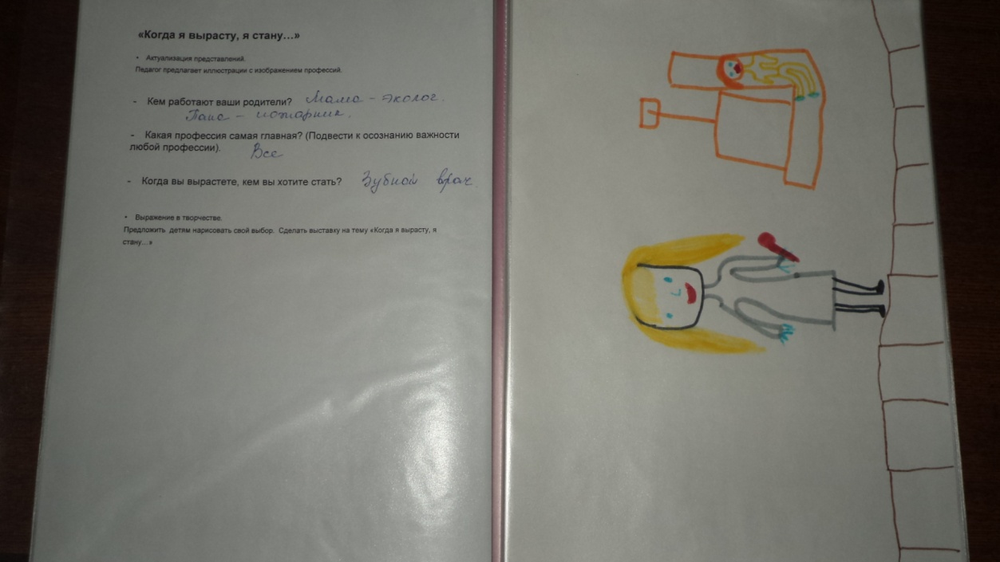 «Когда я вырасту, я стану…»
• Актуализация представлений.
Педагог предлагает иллюстрации с изображением профессий.
- Кем работают ваши родители? Мама - эколог.
Папа - нотариус.
- Какая профессия самая главная? (Подвести к осознанию важности
любой профессии). Все
- Когда вы вырастете, кем вы хотите стать? Зубной врач.
• Выражение в творчестве.
Предложить детям нарисовать свой выбор. Сделать выставку на тему «Когда я вырасту, я
стану…»